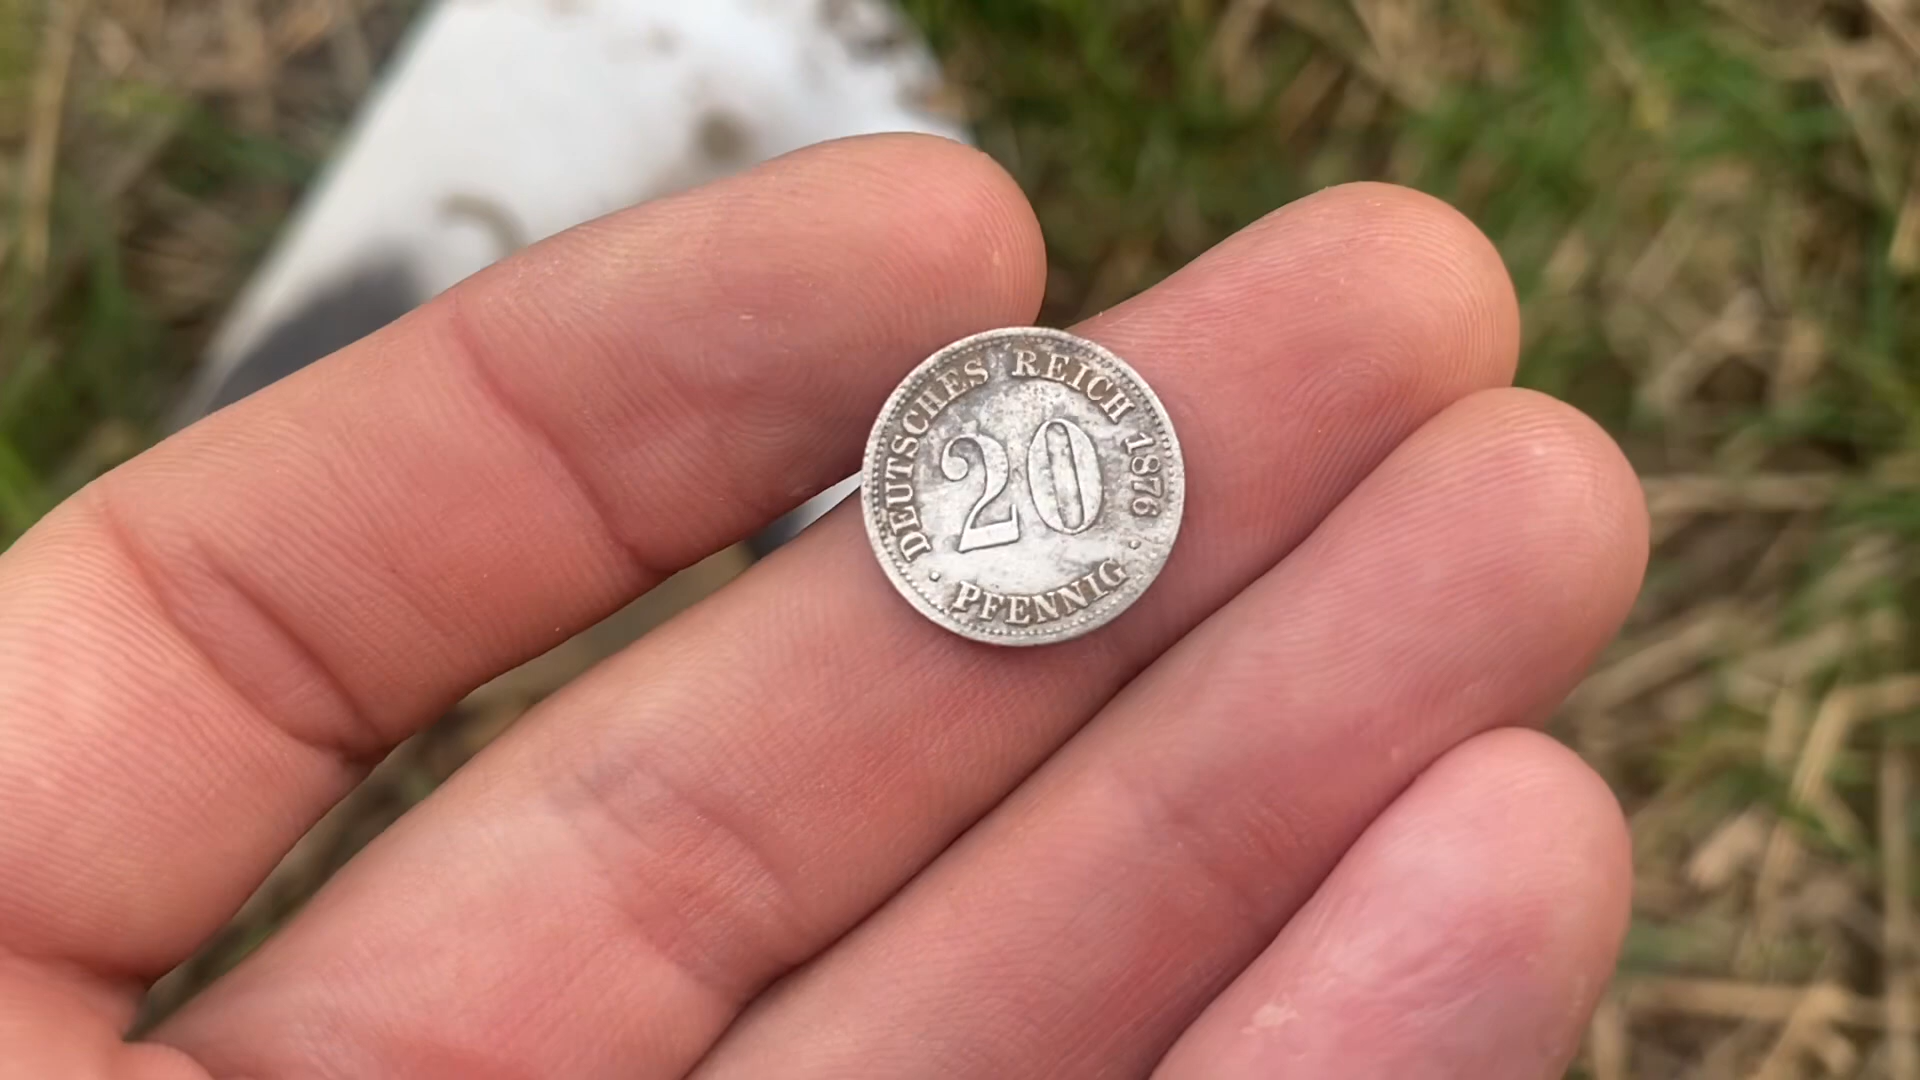 DEUTSCHES REICH 1876
20
· PFENNIG ·